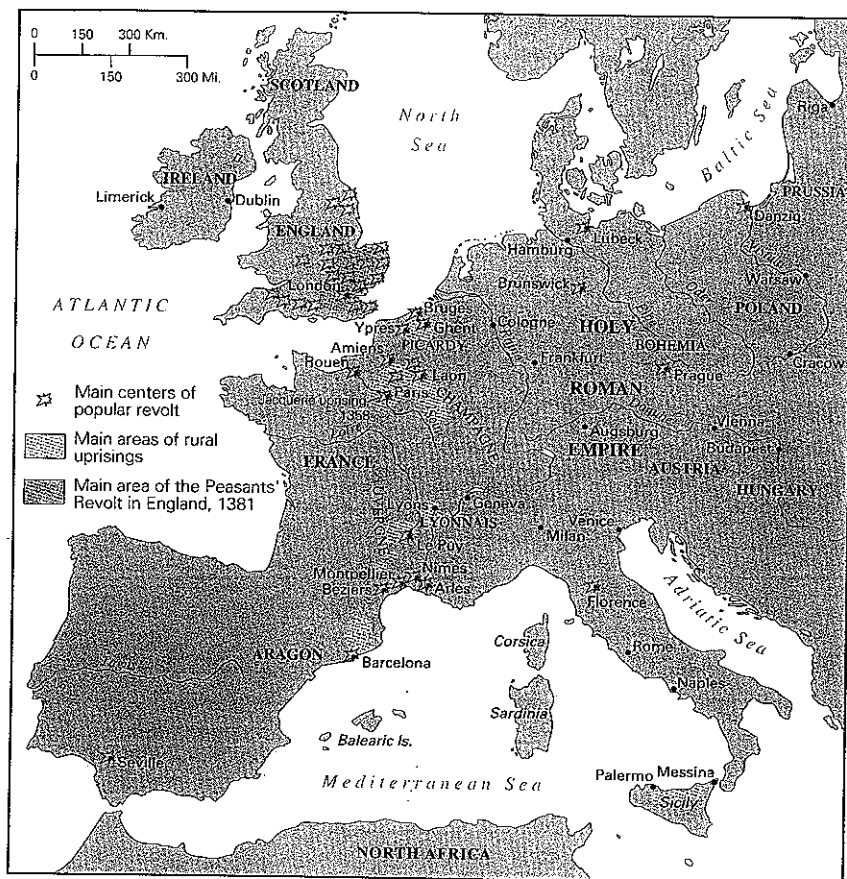 0 150 300 Km.
0 150 300 Mi.
SCOTLAND
North
Sea
Baltic Sea
Riga
IRELAND
Limerick
Dublin
PRUSSIA
Danzig
ENGLAND
Lübeck
Hamburg
London
Brunswick
Oder
Warsaw
POLAND
ATLANTIC
OCEAN
Bruges
Ypres
Ghent
Cologne
HOLY
PICARDY
BOHEMIA
Amiens
Rouen
Laon
Frankfurt
Prague
Cracow
ROMAN
Paris
Jacquerie uprising,
1358
CHAMPAGNE
Main centers of
popular revolt
Main areas of rural
uprisings
Main area of the Peasants'
Revolt in England, 1381
Vienna
Augsburg
EMPIRE
Budapest
AUSTRIA
FRANCE
HUNGARY
Lyons
Geneva
LYONNAIS
Venice
Milan
Le Puy
Montpellier
Nimes
Beziers
Arles
Florence
Adriatic Sea
ARAGON
Barcelona
Corsica
Rome
Naples
Sardinia
Balearic Is.
Seville
Mediterranean Sea
Palermo
Messina
Sicily
NORTH AFRICA